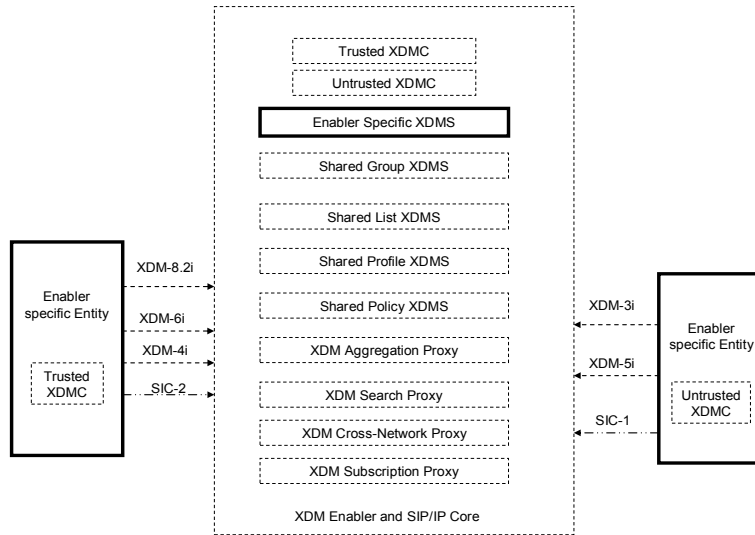 Trusted XDMC
Untrusted XDMC
Enabler Specific XDMS
Shared Group XDMS
Shared List XDMS
Shared Profile XDMS
Shared Policy XDMS
XDM Aggregation Proxy
XDM Search Proxy
XDM Cross-Network Proxy
XDM Subscription Proxy
XDM Enabler and SIP/IP Core
Enabler
specific Entity
Trusted
XDMC
XDM-8.2i
XDM-6i
XDM-4i
SIC-2
XDM-3i
XDM-5i
SIC-1
Enabler
specific Entity
Untrusted
XDMC